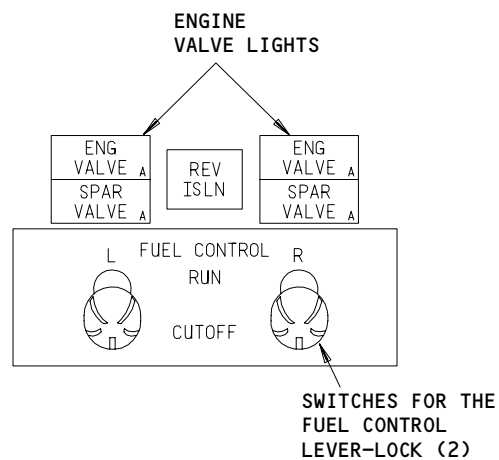 ENGINE
VALVE LIGHTS
ENG
VALVE A
SPAR
VALVE A
REV
ISLN
ENG
VALVE A
SPAR
VALVE A
L FUEL CONTROL R
RUN
CUTOFF
SWITCHES FOR THE
FUEL CONTROL
LEVER-LOCK (2)